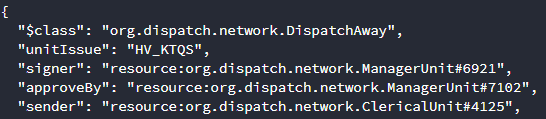 {
"$class": "org.dispatch.network.DispatchAway",
"unitIssue": "HV_KTQS",
"signer": "resource:org.dispatch.network.ManagerUnit#6921",
"approveBy": "resource:org.dispatch.network.ManagerUnit#7102",
"sender": "resource:org.dispatch.network.ClericalUnit#4125",